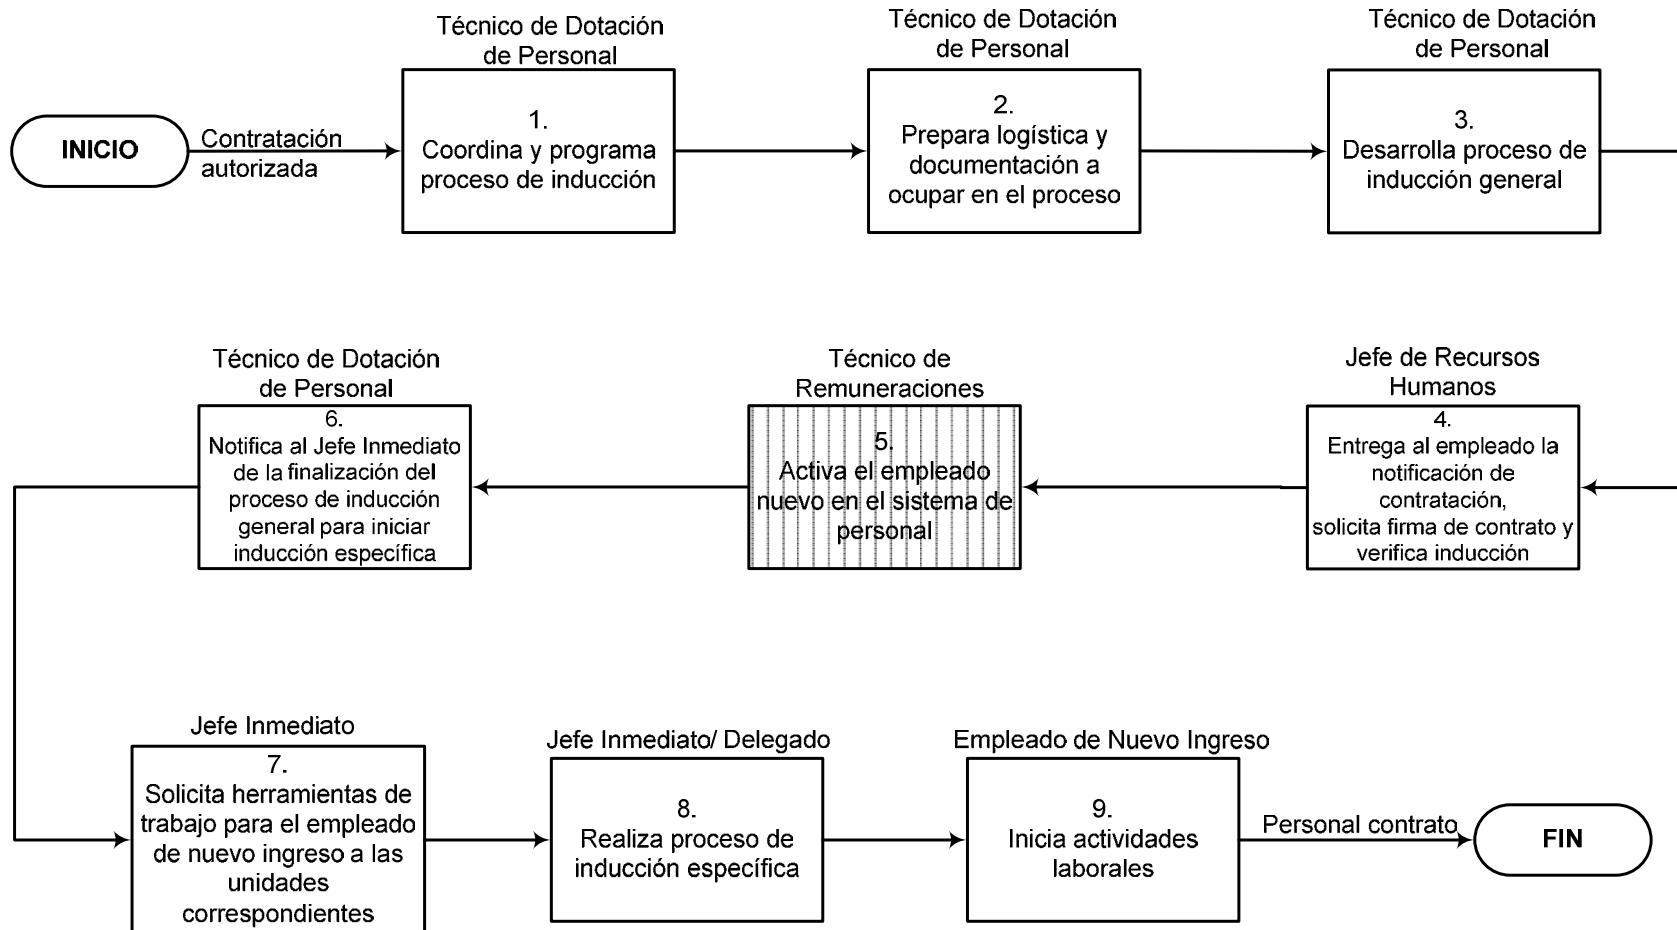 Técnico de Dotación
de Personal
Técnico de Dotación
de Personal
Técnico de Dotación
de Personal
INICIO
Contratación
autorizada
1.
Coordina y programa
proceso de inducción
2.
Prepara logística y
documentación a
ocupar en el proceso
3.
Desarrolla proceso de
inducción general
Técnico de Dotación
de Personal
6.
Notifica al Jefe Inmediato
de la finalización del
proceso de inducción
general para iniciar
inducción específica
Técnico de
Remuneraciones
5.
Activa el empleado
nuevo en el sistema de
personal
Jefe de Recursos
Humanos
4.
Entrega al empleado la
notificación de
contratación,
solicita firma de contrato y
verifica inducción
Jefe Inmediato
7.
Solicita herramientas de
trabajo para el empleado
de nuevo ingreso a las
unidades
correspondientes
Jefe Inmediato/ Delegado
8.
Realiza proceso de
inducción específica
Empleado de Nuevo Ingreso
9.
Inicia actividades
laborales
Personal contrato
FIN